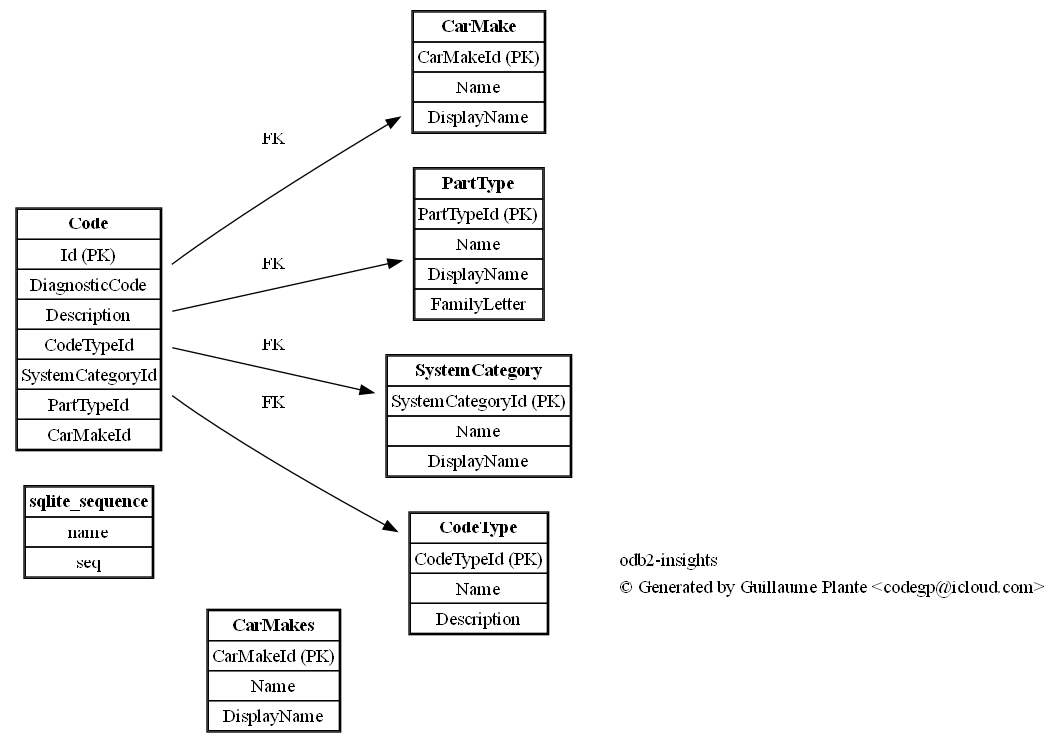 CarMake
CarMakeId (PK)
Name
DisplayName
FK
PartType
PartTypeId (PK)
Name
DisplayName
FamilyLetter
Code
Id (PK)
DiagnosticCode
Description
CodeTypeId
SystemCategoryId
PartTypeId
CarMakeId
FK
FK
SystemCategory
SystemCategoryId (PK)
Name
DisplayName
FK
sqlite_sequence
name
seq
CodeType
CodeTypeId (PK)
Name
Description
odb2-insights
© Generated by Guillaume Plante <codegp@icloud.com>
CarMakes
CarMakeId (PK)
Name
DisplayName